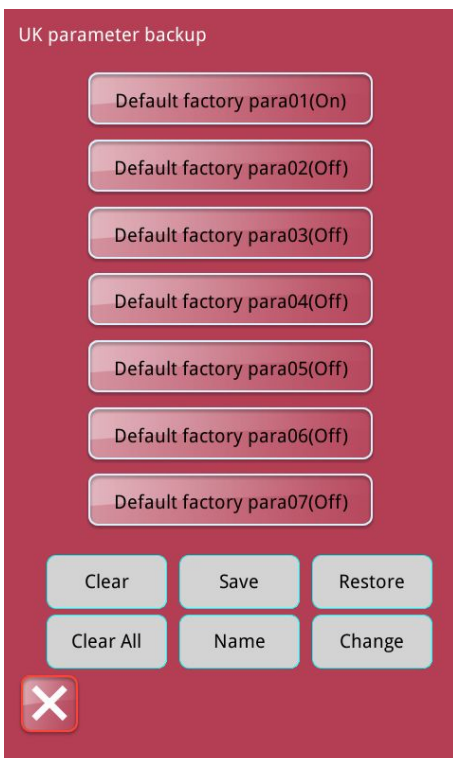 UK parameter backup
Default factory para01(On)
Default factory para02(Off)
Default factory para03(Off)
Default factory para04(Off)
Default factory para05(Off)
Default factory para06(Off)
Default factory para07(Off)
Clear Save Restore
Clear All Name Change